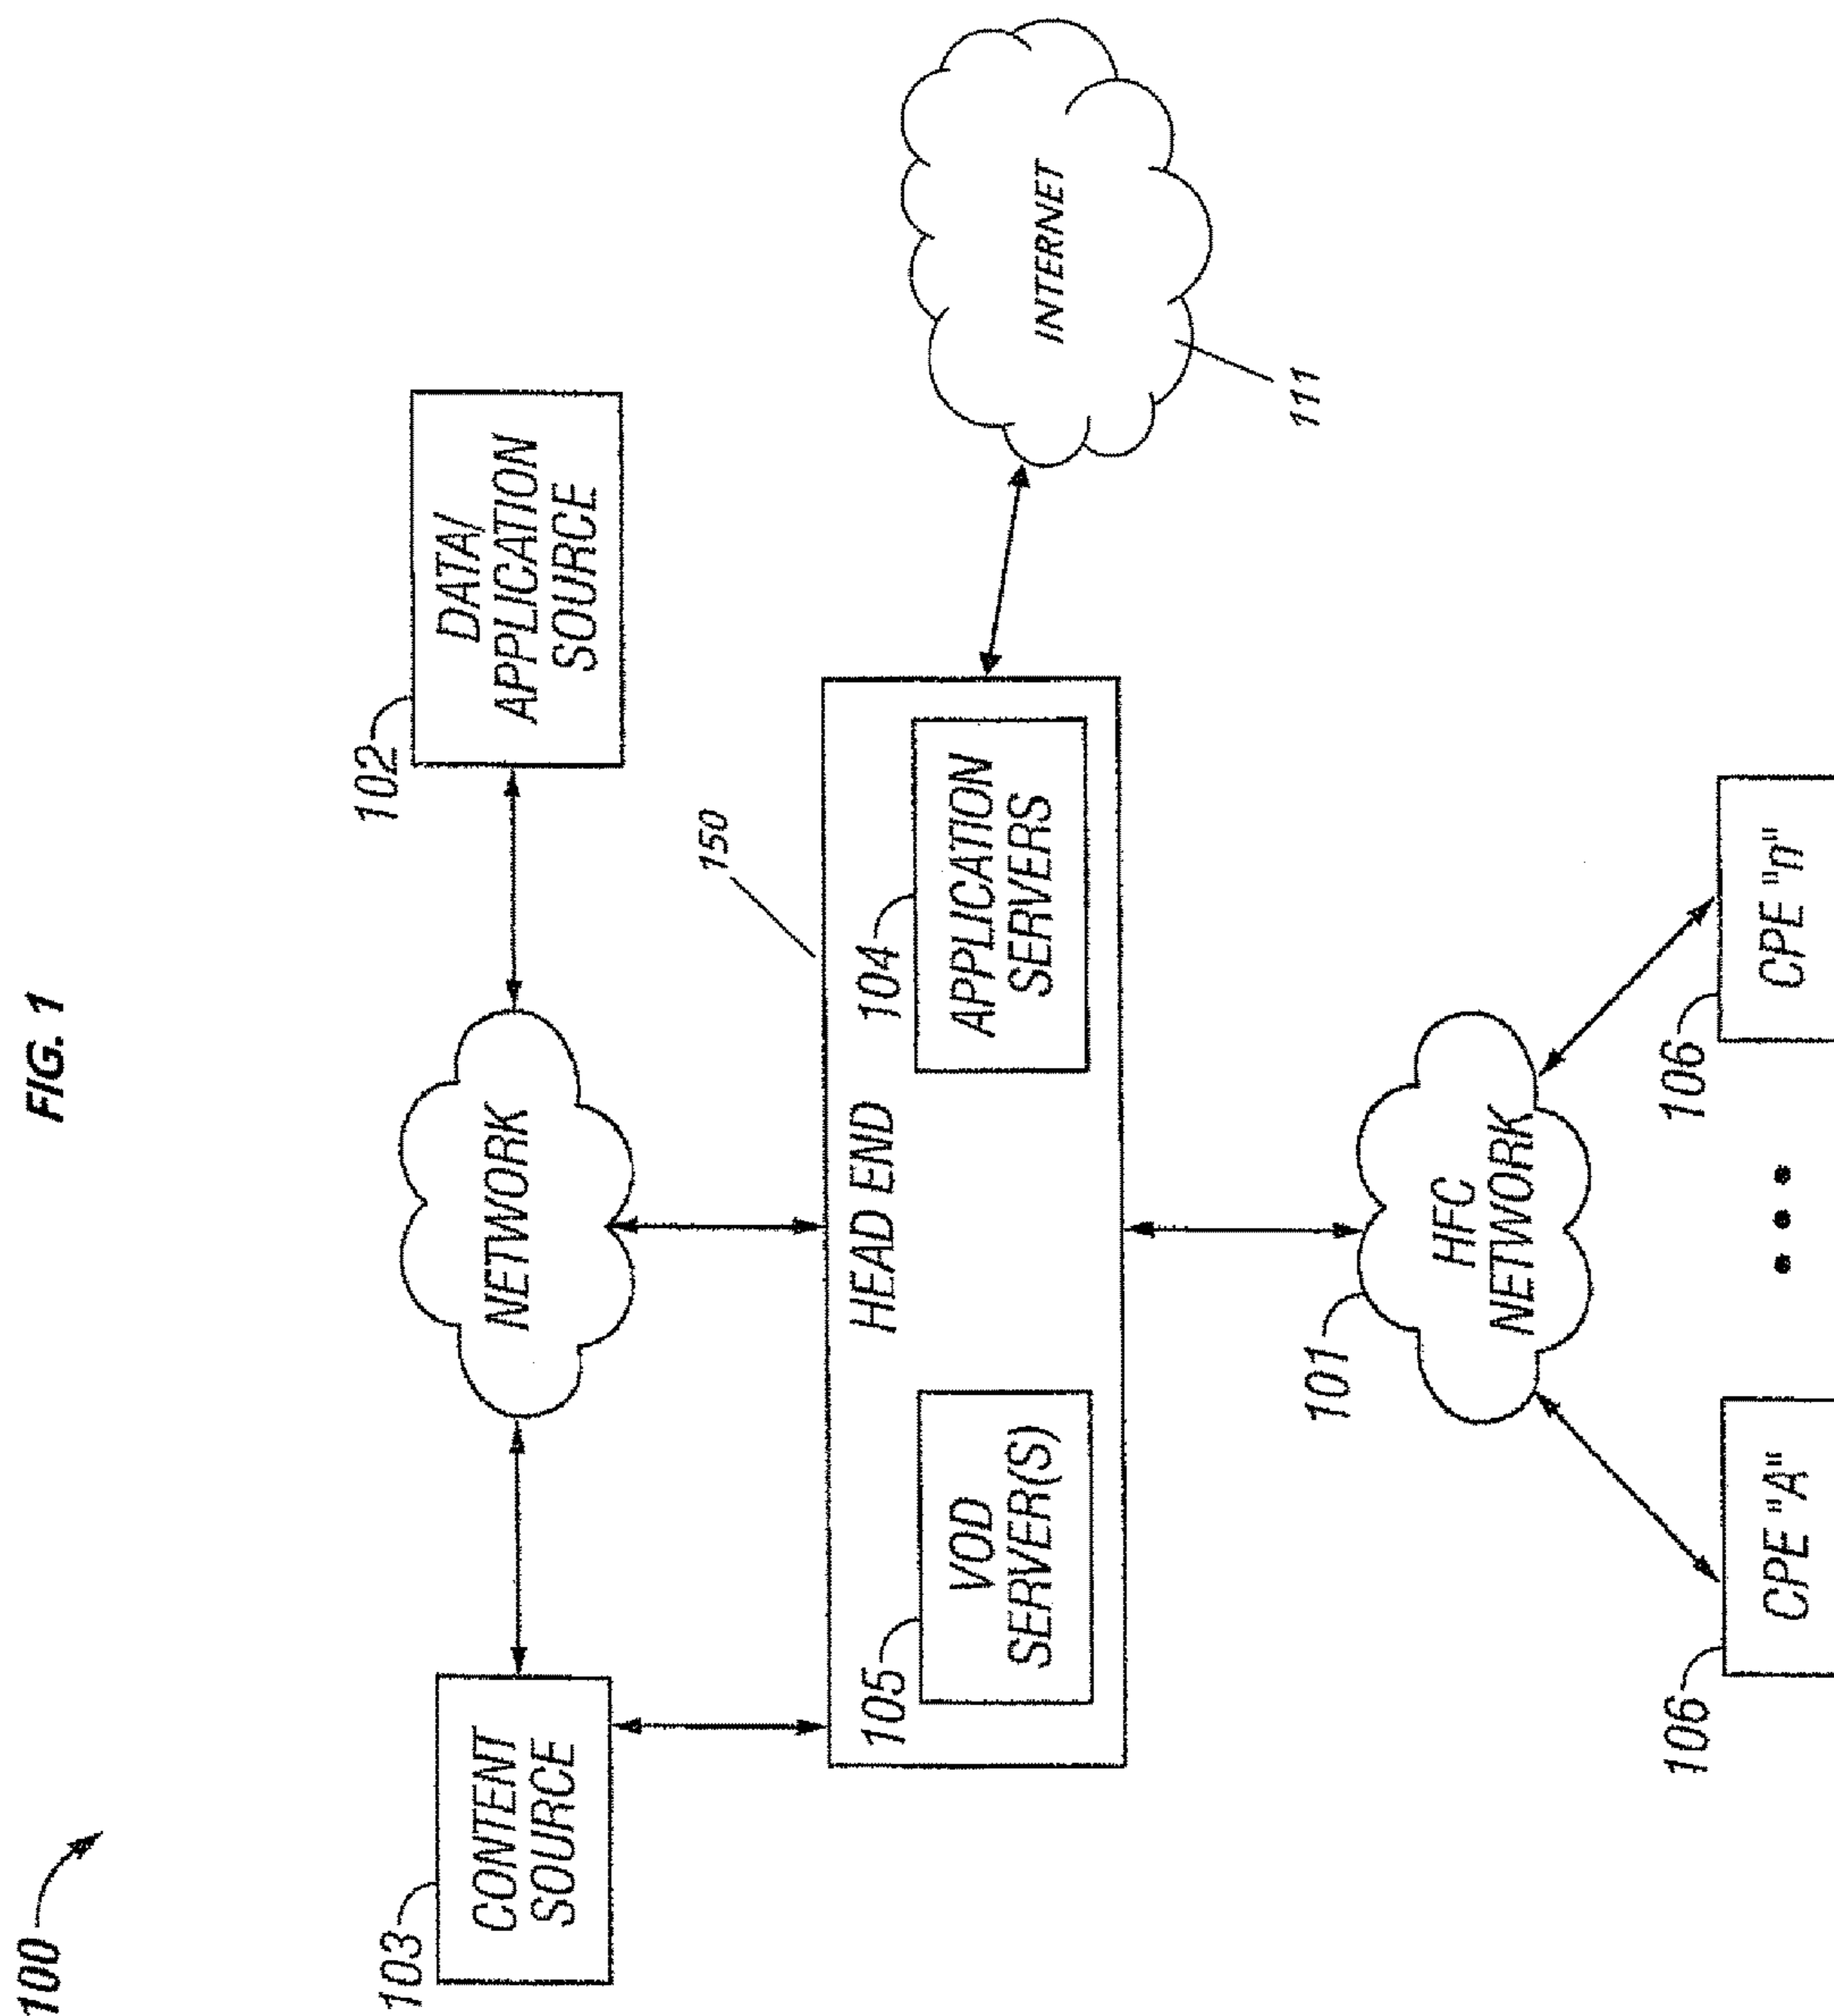 FIG. 1
100
103
CONTENT
SOURCE
NETWORK
102
DATA/
APPLICATION
SOURCE
150
HEAD END
105
VOD
SERVER(S)
104
APPLICATION
SERVERS
INTERNET
111
101
HFC
NETWORK
106
CPE "A"
106
CPE "n"